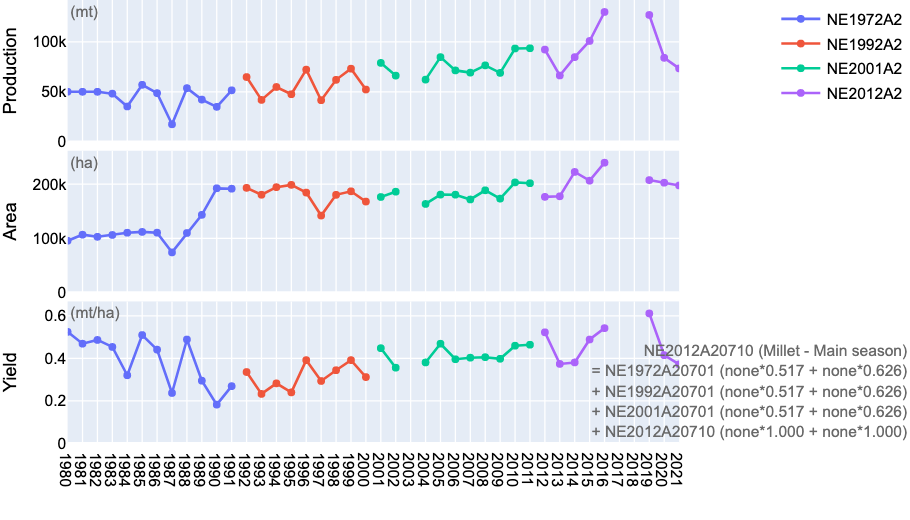 (mt)
Production
100k
50k
0
NE1972A2
NE1992A2
NE2001A2
NE2012A2
(ha)
Area
200k
100k
0
(mt/ha)
Yield
0.6
0.4
0.2
0
NE2012A20710 (Millet - Main season)
= NE1972A20701 (none*0.517 + none*0.626)
+ NE1992A20701 (none*0.517 + none*0.626)
+ NE2001A20701 (none*0.517 + none*0.626)
+ NE2012A20710 (none*1.000 + none*1.000)
1980
1981
1982
1983
1984
1985
1986
1987
1988
1989
1990
1991
1992
1993
1994
1995
1996
1997
1998
1999
2000
2001
2002
2003
2004
2005
2006
2007
2008
2009
2010
2011
2012
2013
2014
2015
2016
2017
2018
2019
2020
2021